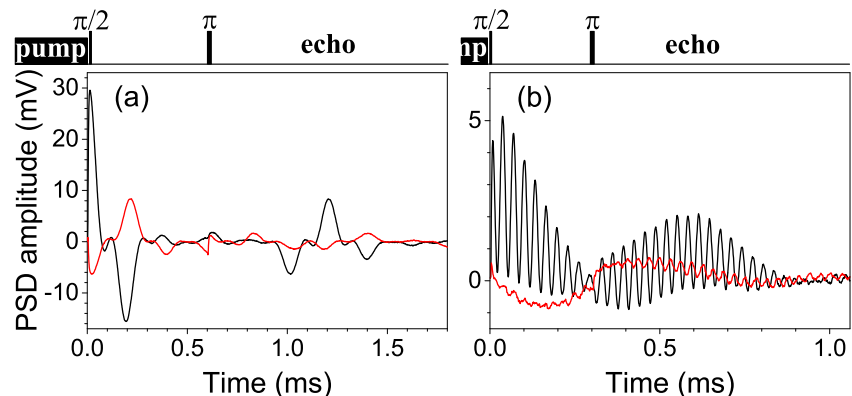 π/2 π π/2 π
pump echo mp echo
(a) (b)
PSD amplitude (mV)
30
20
10
0
-10
5
0
0.0 0.5 1.0 1.5 0.0 0.5 1.0
Time (ms) Time (ms)